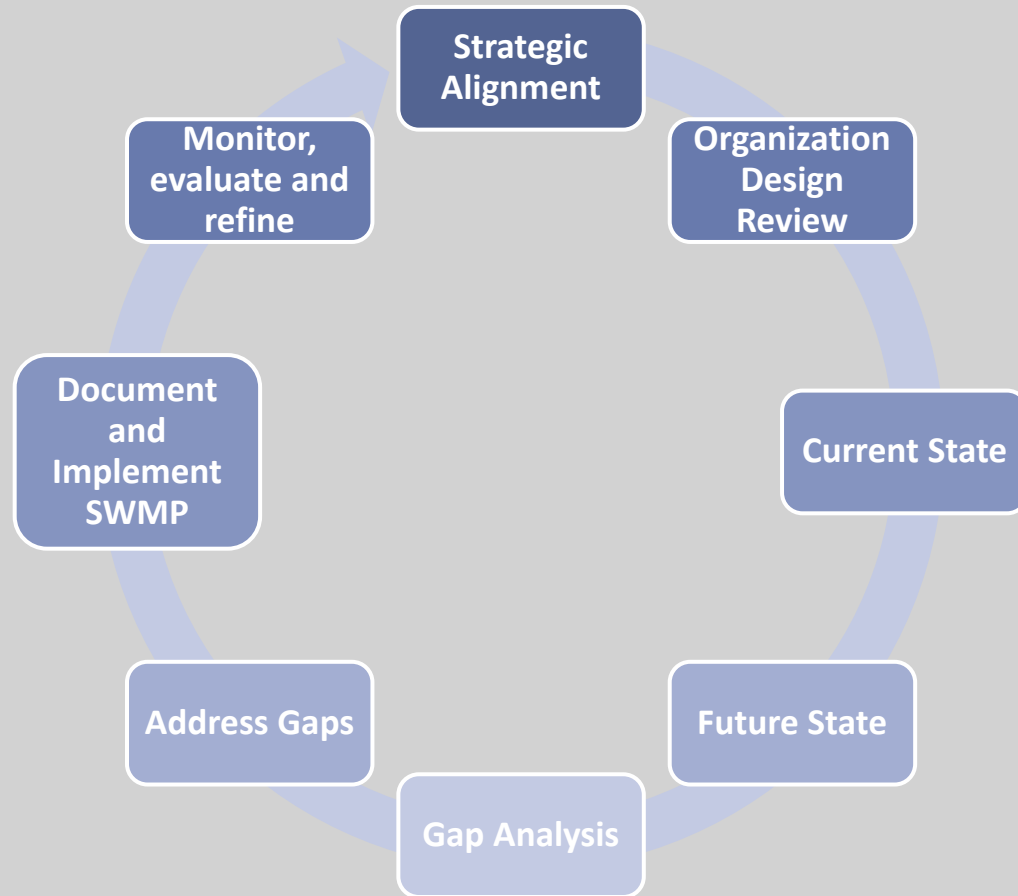 Strategic
Alignment
Organization
Design
Review
Current State
Future State
Gap Analysis
Address Gaps
Document
and
Implement
SWMP
Monitor,
evaluate and
refine